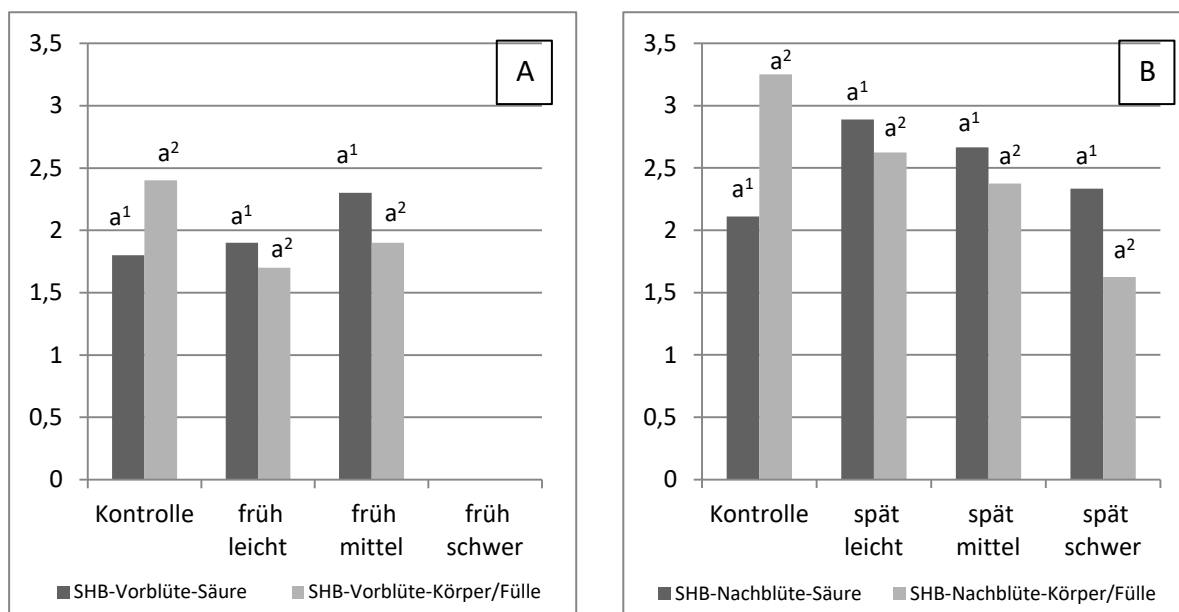 A
3,5
3
2,5
2
1,5
1
0,5
0
a¹ a² a¹ a² a¹ a²
Kontrolle früh leicht früh mittel früh schwer
SHB-Vorblüte-Säure SHB-Vorblüte-Körper/Fülle
B
3,5
3
2,5
2
1,5
1
0,5
0
a¹ a² a¹ a² a¹ a² a¹ a²
Kontrolle spät leicht spät mittel spät schwer
SHB-Nachblüte-Säure SHB-Nachblüte-Körper/Fülle